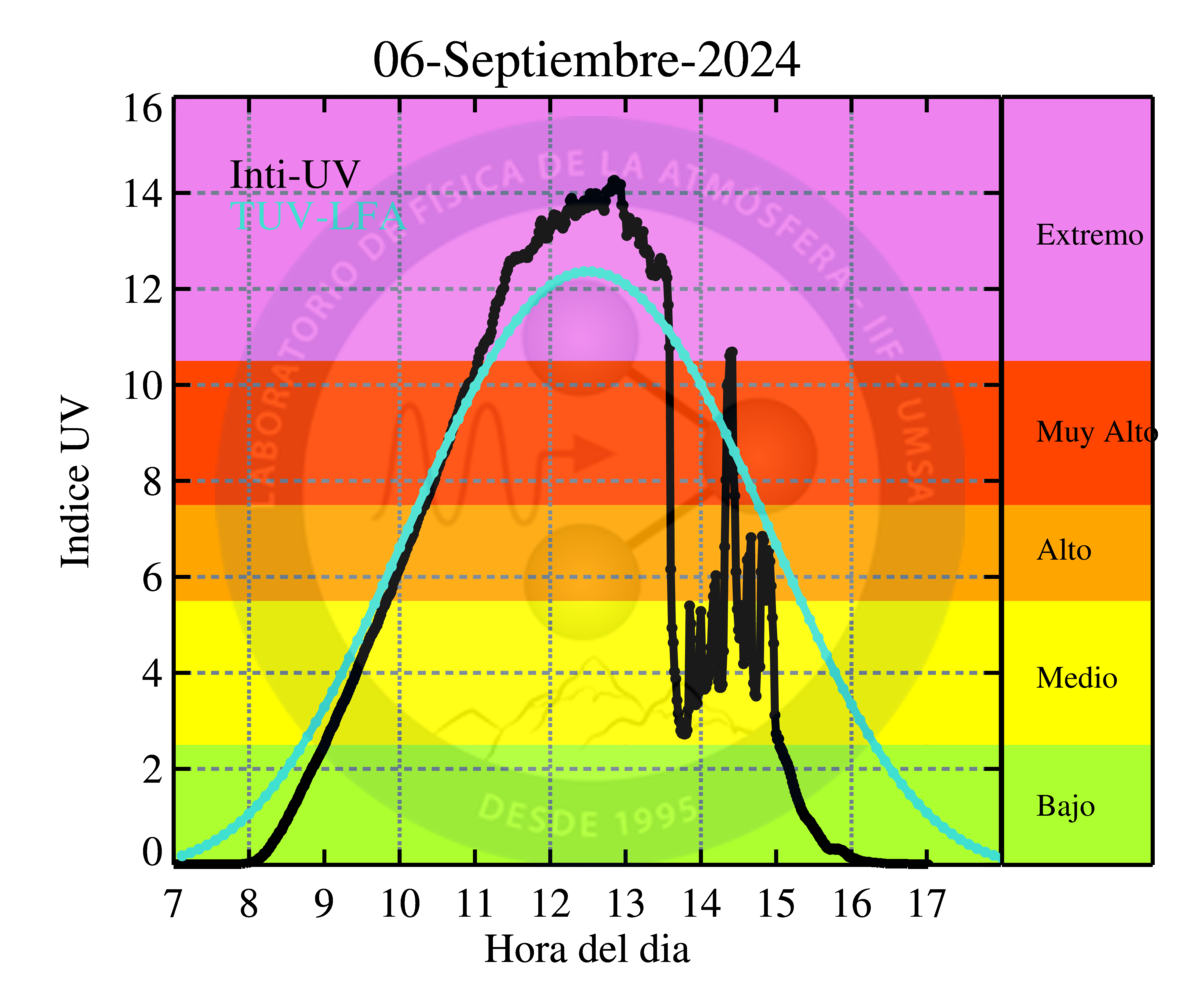 06-Septiembre-2024
16
14
12
10
8
6
4
2
0
Indice UV
Inti-UV
TUV-LFA
LABORATORIO DE FÍSICA DE LA ATMÓSFERA - IIF - UMSA
DESDE 1995
Extremo
Muy Alto
Alto
Medio
Bajo
7 8 9 10 11 12 13 14 15 16 17
Hora del dia